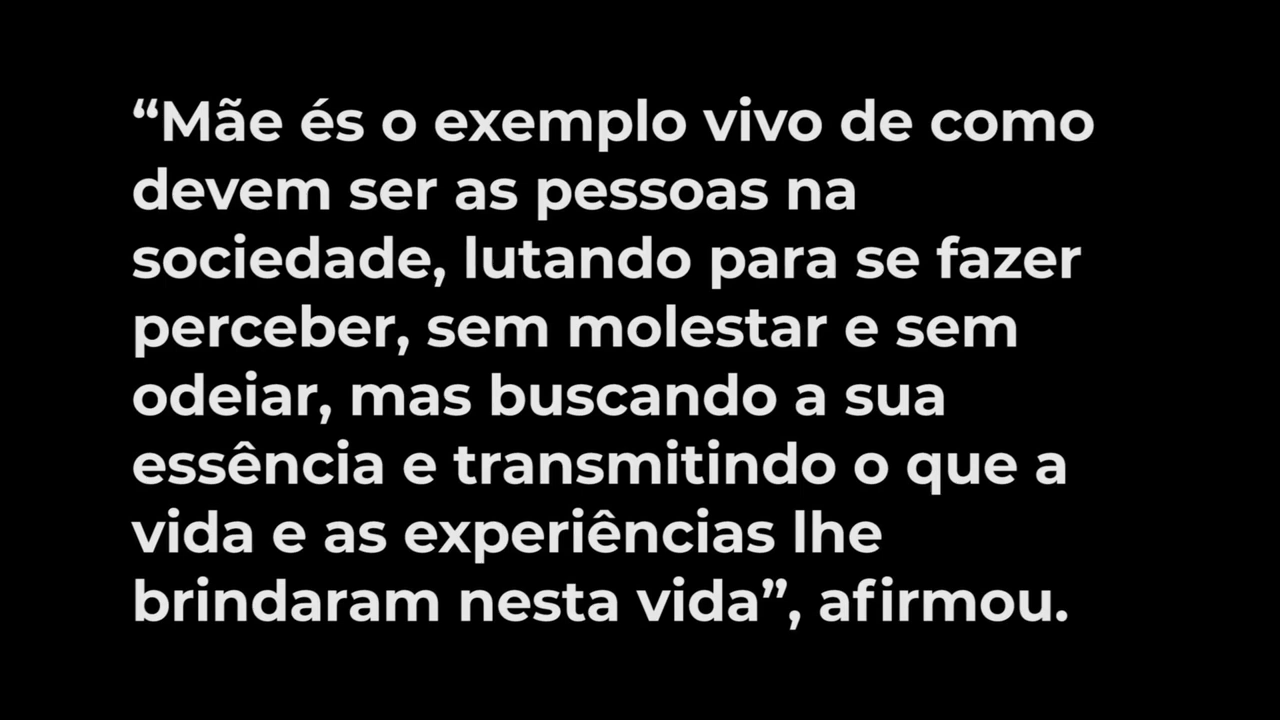 “Mãe és o exemplo vivo de como
devem ser as pessoas na
sociedade, lutando para se fazer
perceber, sem molestar e sem
odeiar, mas buscando a sua
essência e transmitindo o que a
vida e as experiências lhe
brindaram nesta vida”, afirmou.